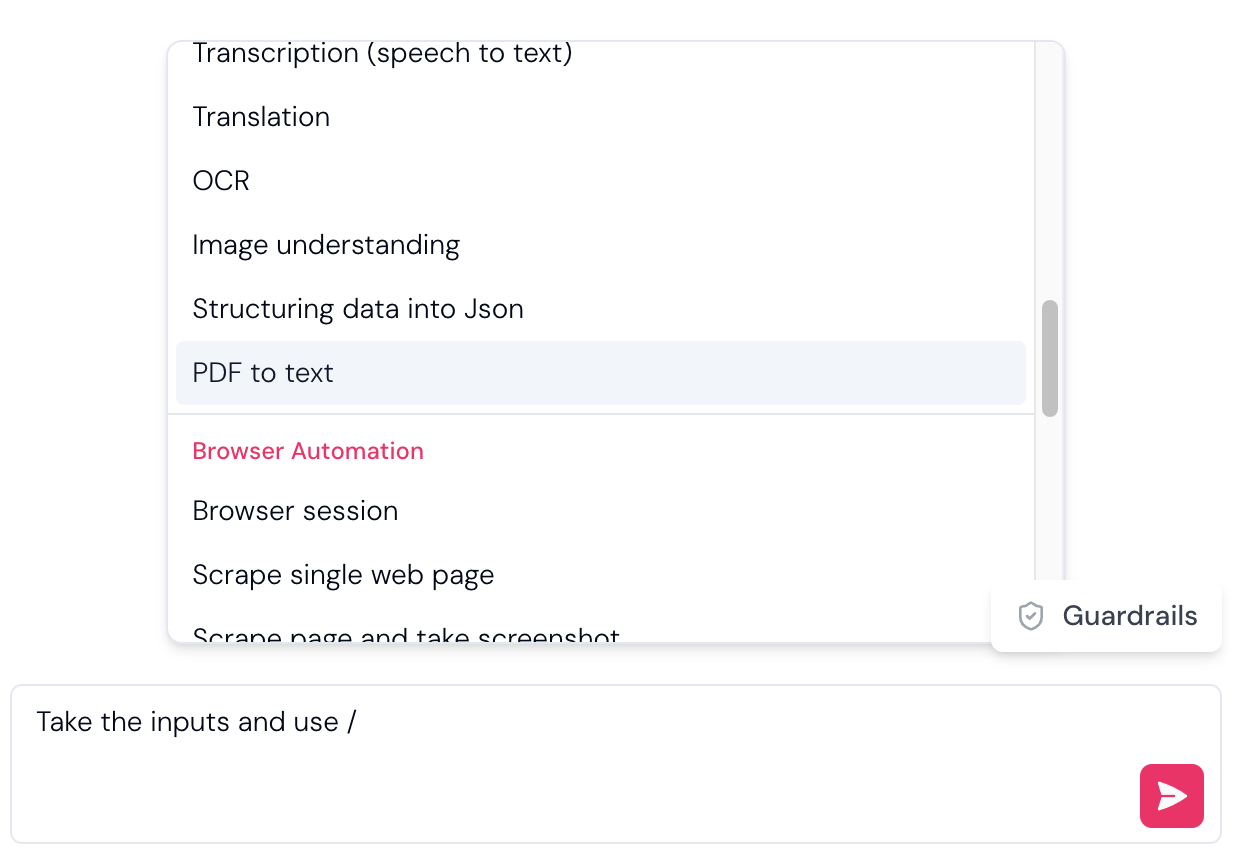 Transcription (speech to text)
Translation
OCR
Image understanding
Structuring data into Json
PDF to text
Browser Automation
Browser session
Scrape single web page
Scrape page and take screenshot
Guardrails
Take the inputs and use /